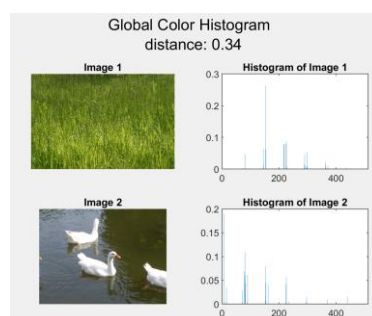 Global Color Histogram
distance: 0.34
Image 1
Histogram of Image 1
0.3
0.2
0.1
0
0
200
400
Image 2
Histogram of Image 2
0.2
0.15
0.1
0.05
0
0
200
400